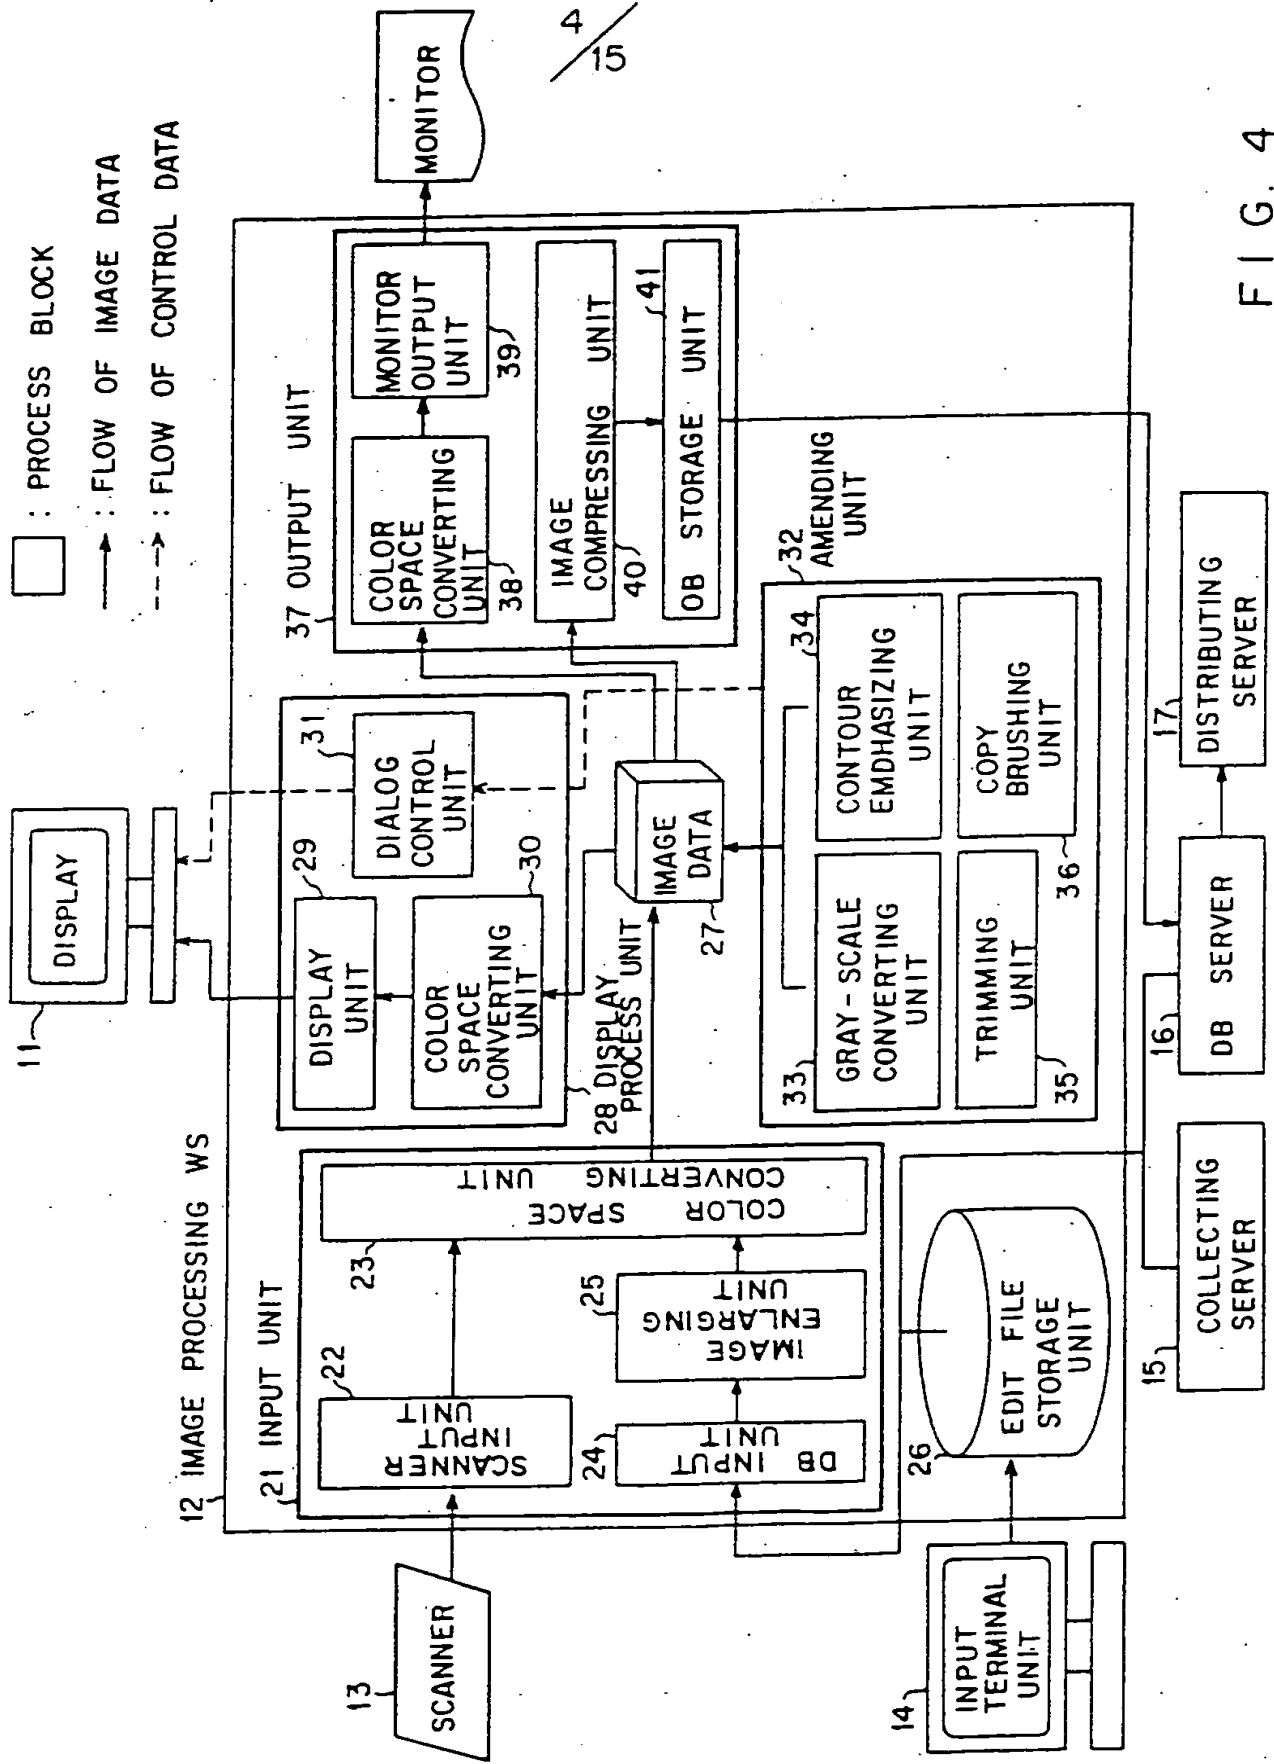 4/15
: PROCESS BLOCK
: FLOW OF IMAGE DATA
: FLOW OF CONTROL DATA
11
DISPLAY
12 IMAGE PROCESSING WS
21 INPUT UNIT
13
SCANNER
22
SCANNER
INPUT
UNIT
23
COLOR SPACE
CONVERTING UNIT
24
DB INPUT
UNIT
25
IMAGE
ENLARGING
UNIT
28 DISPLAY
PROCESS UNIT
29
DISPLAY
UNIT
30
COLOR
SPACE
CONVERTING
UNIT
31
DIALOG
CONTROL
UNIT
37 OUTPUT UNIT
COLOR
SPACE
CONVERTING
UNIT
38
MONITOR
OUTPUT
UNIT
39
MONITOR
IMAGE
COMPRESSING UNIT
40
41
DB STORAGE UNIT
IMAGE
DATA
27
32
AMENDING
UNIT
33
GRAY-SCALE
CONVERTING
UNIT
34
CONTOUR
EMDHASIZING
UNIT
TRIMMING
UNIT
35
COPY
BRUSHING
UNIT
36
14
INPUT
TERMINAL
UNIT
26
EDIT FILE
STORAGE
UNIT
15
COLLECTING
SERVER
16
DB SERVER
17
DISTRIBUTING
SERVER
FIG. 4